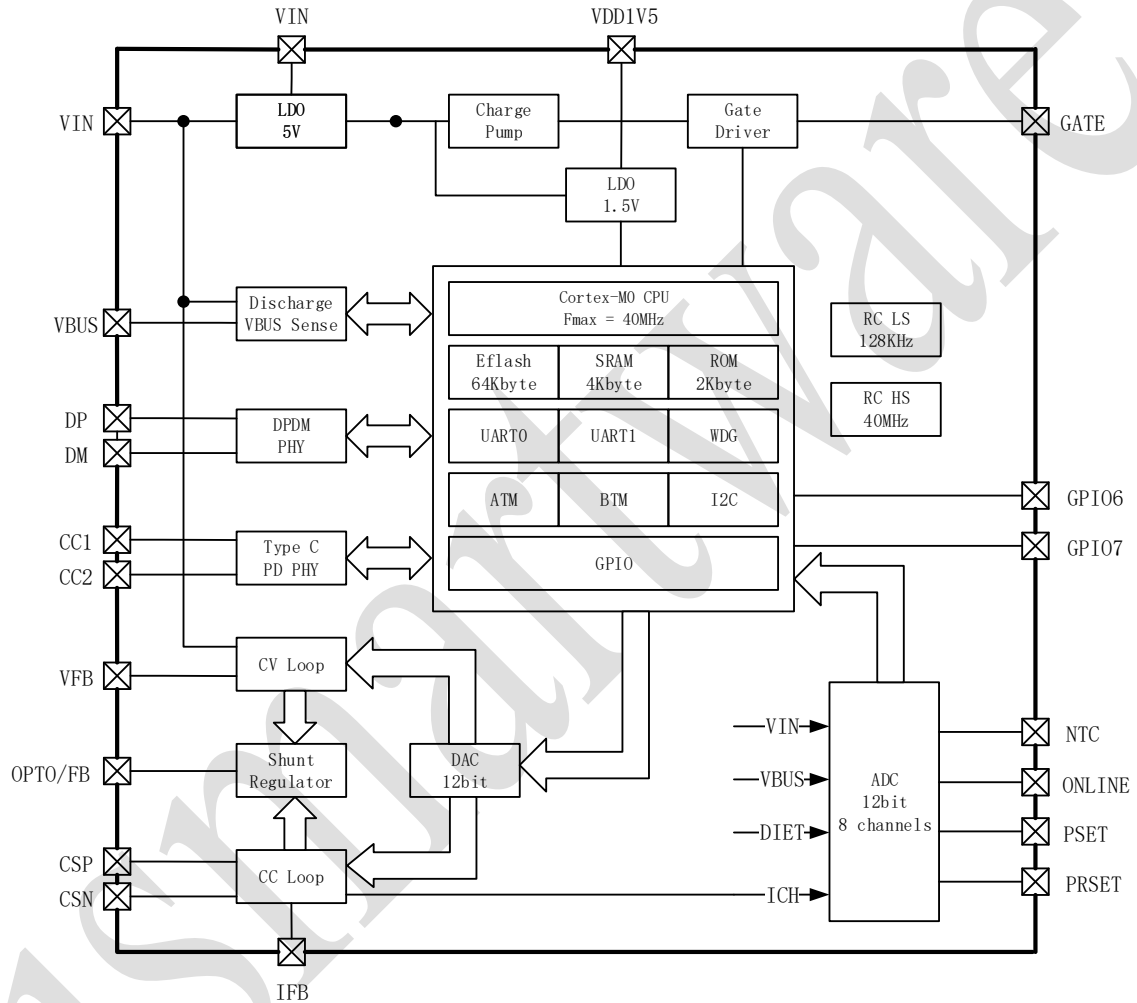 VIN
VDD1V5
VIN
LDO
5V
Charge
Pump
Gate
Driver
GATE
LDO
1.5V
Discharge
VBUS Sense
VBUS
Cortex-M0 CPU
Fmax = 40MHz
RC LS
128KHz
Eflash
64Kbyte
SRAM
4Kbyte
ROM
2Kbyte
RC HS
40MHz
DP
DM
DPDM
PHY
UART0
UART1
WDG
ATM
BTM
I2C
GPIO6
GPIO7
CC1
CC2
Type C
PD PHY
GPIO
VFB
CV Loop
OPTO/FB
Shunt
Regulator
DAC
12bit
VIN
VBUS
DIET
ICH
ADC
12bit
8 channels
NTC
ONLINE
PSET
PRSET
CSP
CSN
CC Loop
IFB
smartware